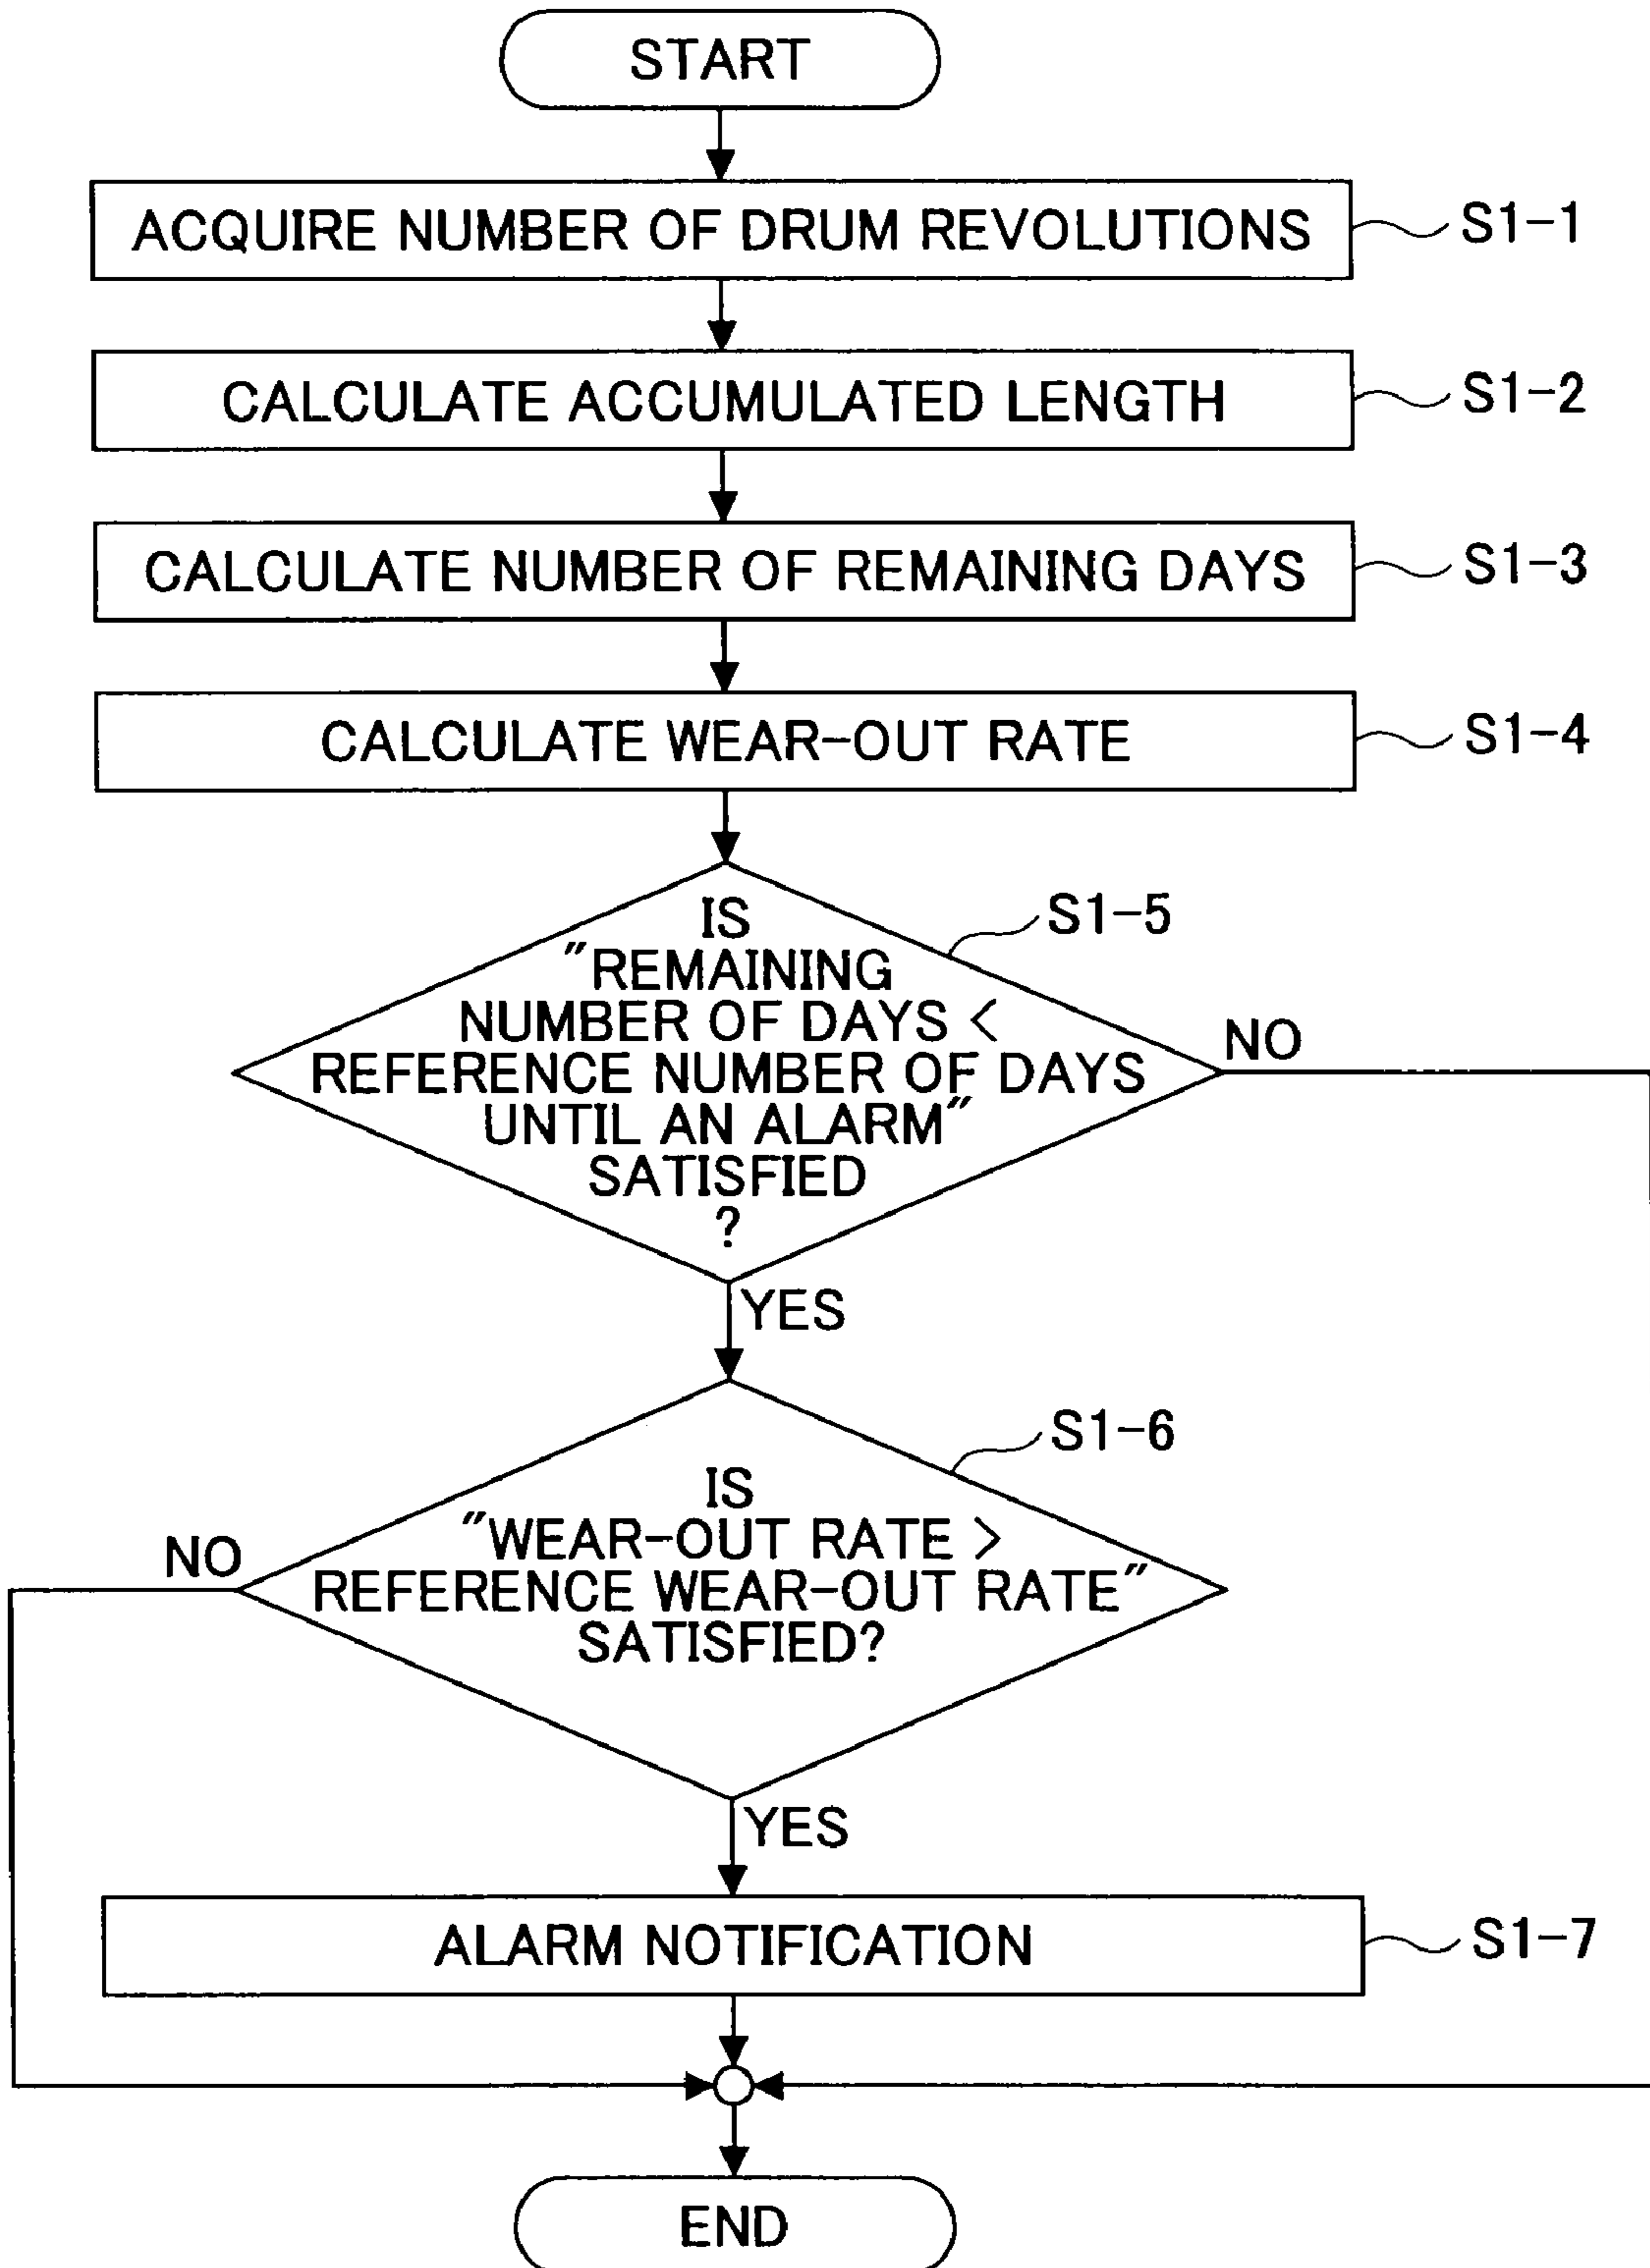 START
ACQUIRE NUMBER OF DRUM REVOLUTIONS
S1-1
CALCULATE ACCUMULATED LENGTH
S1-2
CALCULATE NUMBER OF REMAINING DAYS
S1-3
CALCULATE WEAR-OUT RATE
S1-4
S1-5
IS
"REMAINING
NUMBER OF DAYS <
REFERENCE NUMBER OF DAYS
UNTIL AN ALARM"
SATISFIED
?
NO
YES
S1-6
IS
"WEAR-OUT RATE >
REFERENCE WEAR-OUT RATE"
SATISFIED?
NO
YES
ALARM NOTIFICATION
S1-7
END